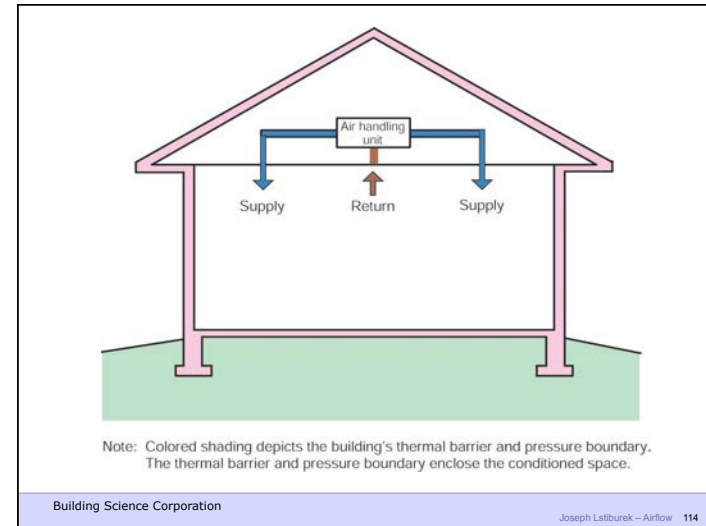 Air handling
unit
Supply
Return
Supply
Note: Colored shading depicts the building's thermal barrier and pressure boundary.
The thermal barrier and pressure boundary enclose the conditioned space.
Building Science Corporation
Joseph Lstiburek – Airflow 114